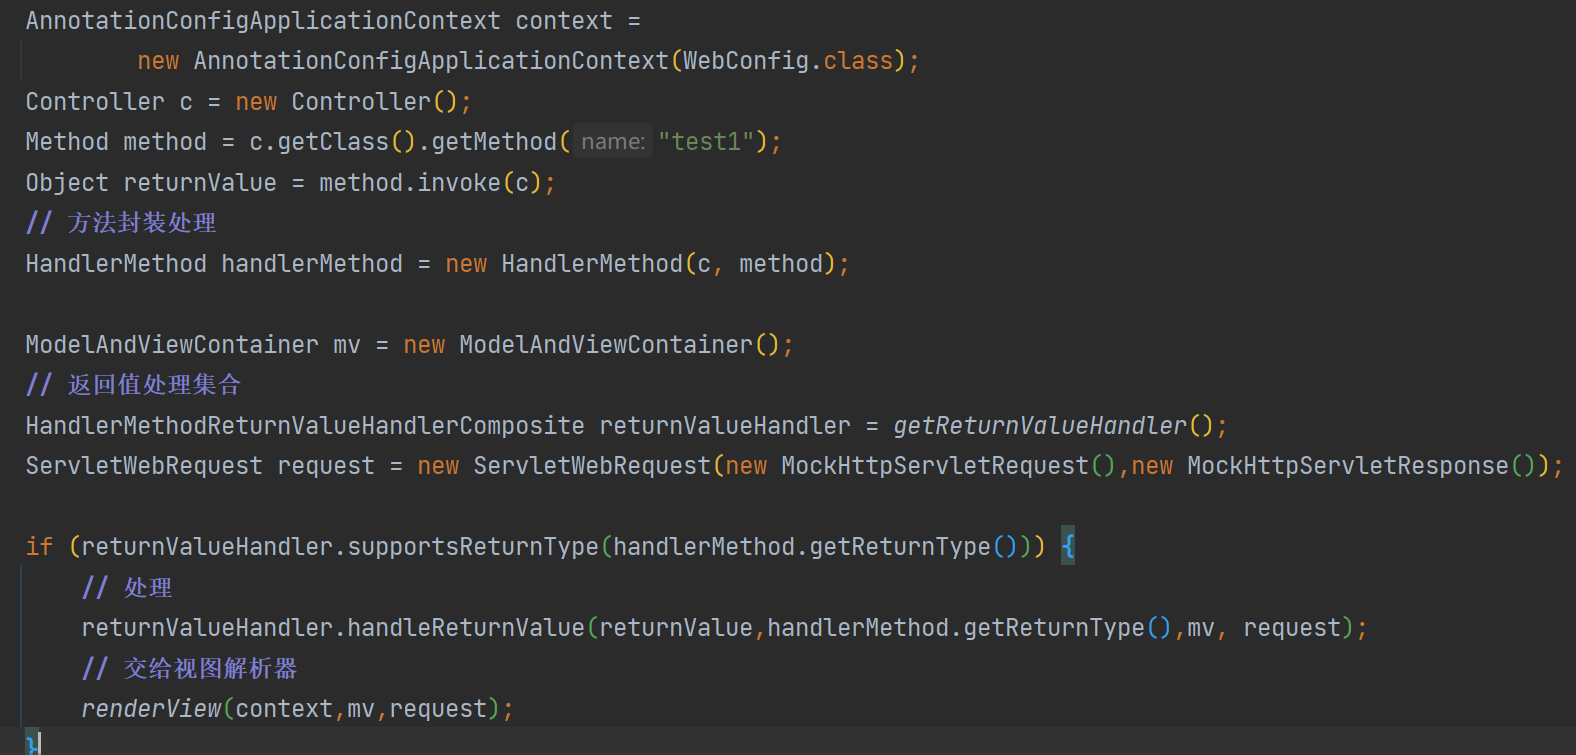 AnnotationConfigApplicationContext context =
new AnnotationConfigApplicationContext(WebConfig.class);
Controller c = new Controller();
Method method = c.getClass().getMethod( name: "test1");
Object returnValue = method.invoke(c);
// 方法封装处理
HandlerMethod handlerMethod = new HandlerMethod(c, method);
ModelAndViewContainer mv = new ModelAndViewContainer();
// 返回值处理集合
HandlerMethodReturnValueHandlerComposite returnValueHandler = getReturnValueHandler();
ServletWebRequest request = new ServletWebRequest(new MockHttpServletRequest(),new MockHttpServletResponse());
if (returnValueHandler.supportsReturnType(handlerMethod.getReturnType())) {
// 处理
returnValueHandler.handleReturnValue(returnValue,handlerMethod.getReturnType(),mv, request);
// 交给视图解析器
renderView(context,mv,request);
}